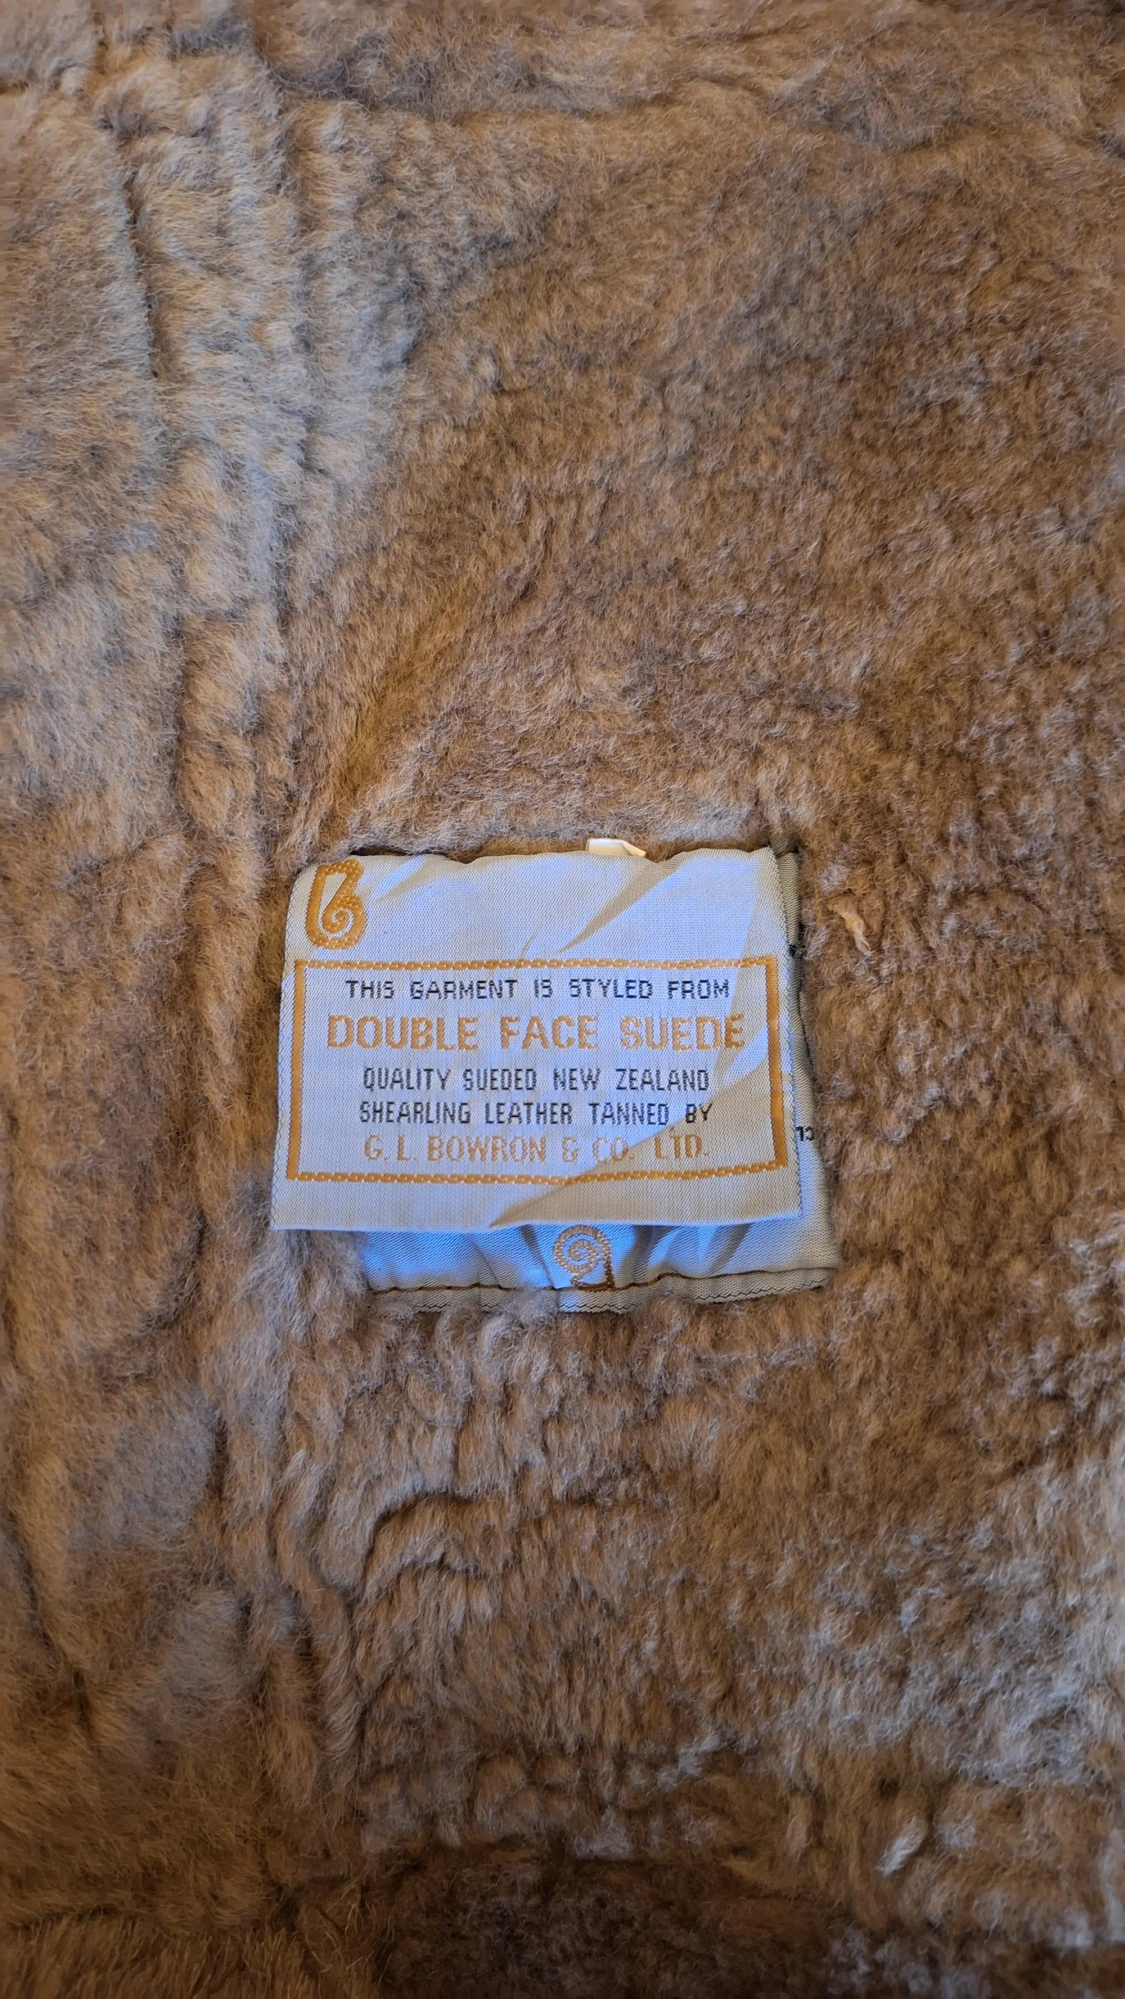 THIS GARMENT IS STYLED FROM
DOUBLE FACE SUEDE
QUALITY SUEDED NEW ZEALAND
SHEARLING LEATHER TANNED BY
G. L. BOWRON & CO. LTD.